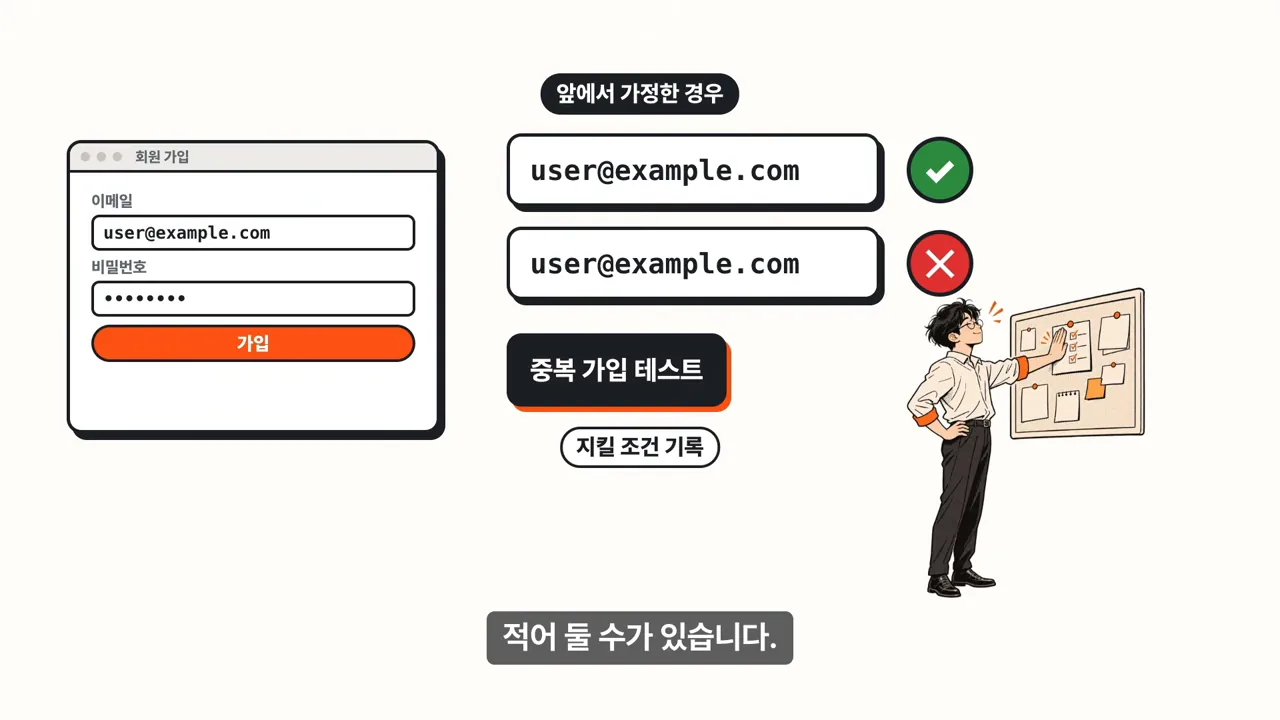 앞에서 가정한 경우
회원 가입
이메일
user@example.com
비밀번호
••••••••
가입
user@example.com
user@example.com
중복 가입 테스트
지킬 조건 기록
적어 둘 수가 있습니다.